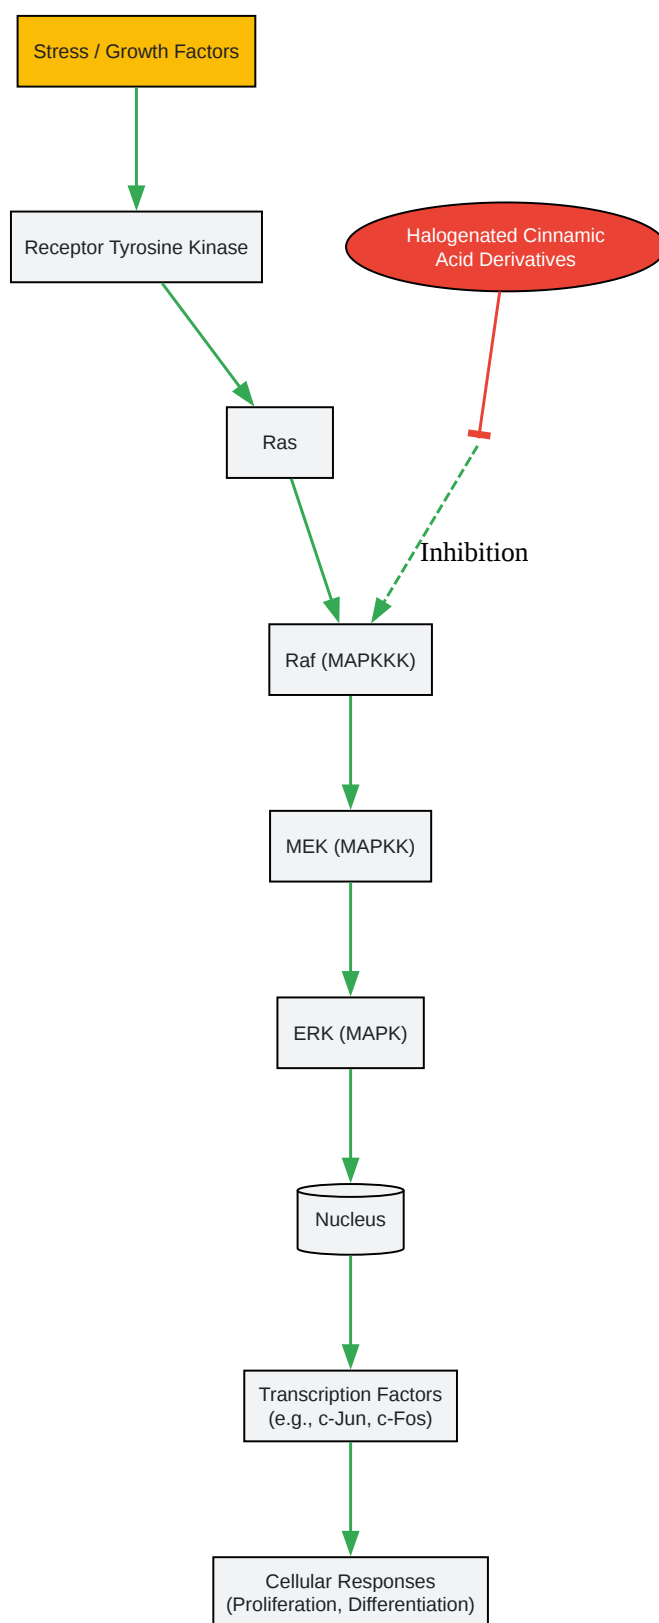 Stress / Growth Factors
Receptor Tyrosine Kinase
Halogenated Cinnamic
Acid Derivatives
Ras
Inhibition
Raf (MAPKKK)
MEK (MAPKK)
ERK (MAPK)
Nucleus
Transcription Factors
(e.g., c-Jun, c-Fos)
Cellular Responses
(Proliferation, Differentiation)